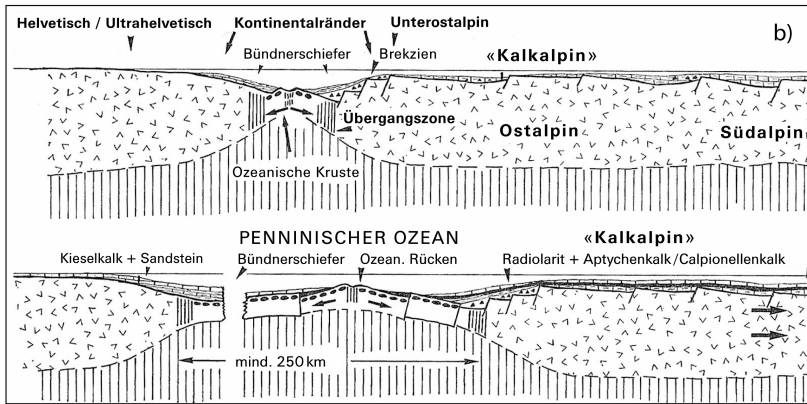 b)
Helvetisch / Ultrahelvetisch
Kontinentalränder
Unterostalpin
Bündnerschiefer
Brekzien
«Kalkalpin»
Übergangszone
Ostalpin
Südalpin
Ozeanische Kruste
PENNINISCHER OZEAN
«Kalkalpin»
Kieselkalk + Sandstein
Bündnerschiefer
Ozean. Rücken
Radiolarit + Aptychenkalk/Calpionellenkalk
mind. 250 km